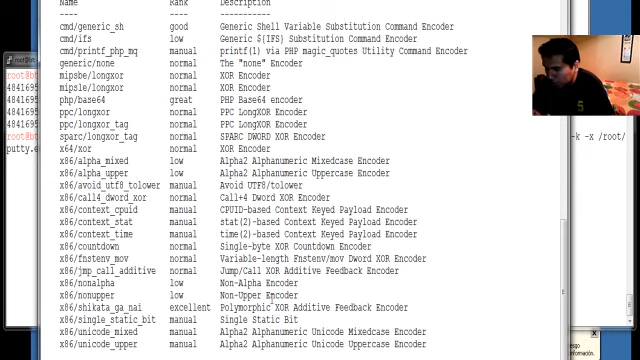 Name Rank Description
---- ---- -----------
cmd/generic_sh good Generic Shell Variable Substitution Command Encoder
cmd/ifs low Generic ${IFS} Substitution Command Encoder
cmd/printf_php_mq manual printf(1) via PHP magic_quotes Utility Command Encoder
generic/none normal The "none" Encoder
mipsbe/longxor normal XOR Encoder
mipsle/longxor normal XOR Encoder
php/base64 great PHP Base64 encoder
ppc/longxor normal PPC LongXOR Encoder
ppc/longxor_tag normal PPC LongXOR Encoder
sparc/longxor_tag normal SPARC DWORD XOR Encoder
x64/xor normal XOR Encoder
x86/alpha_mixed low Alpha2 Alphanumeric Mixedcase Encoder
x86/alpha_upper low Alpha2 Alphanumeric Uppercase Encoder
x86/avoid_utf8_tolower manual Avoid UTF8/tolower
x86/call4_dword_xor normal Call+4 Dword XOR Encoder
x86/context_cpuid manual CPUID-based Context Keyed Payload Encoder
x86/context_stat manual stat(2)-based Context Keyed Payload Encoder
x86/context_time manual time(2)-based Context Keyed Payload Encoder
x86/countdown normal Single-byte XOR Countdown Encoder
x86/fnstenv_mov normal Variable-length Fnstenv/mov Dword XOR Encoder
x86/jmp_call_additive normal Jump/Call XOR Additive Feedback Encoder
x86/nonalpha low Non-Alpha Encoder
x86/nonupper low Non-Upper Encoder
x86/shikata_ga_nai excellent Polymorphic XOR Additive Feedback Encoder
x86/single_static_bit manual Single Static Bit
x86/unicode_mixed manual Alpha2 Alphanumeric Unicode Mixedcase Encoder
x86/unicode_upper manual Alpha2 Alphanumeric Unicode Uppercase Encoder
root@bt
root@bt
4841695
4841695
4841695
4841695
root@bt
putty.e
-k -x /root/
5